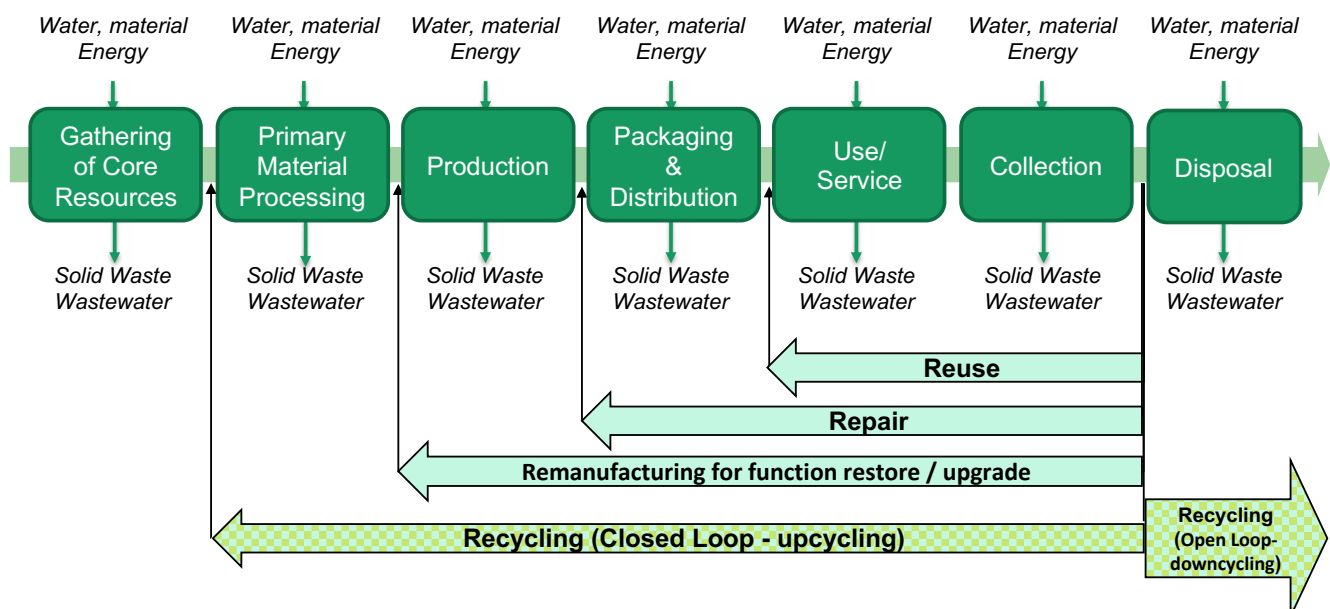 Water, material
Energy
Water, material
Energy
Water, material
Energy
Water, material
Energy
Water, material
Energy
Water, material
Energy
Water, material
Energy
Gathering
of Core
Resources
Primary
Material
Processing
Production
Packaging
&
Distribution
Use/
Service
Collection
Disposal
Solid Waste
Wastewater
Solid Waste
Wastewater
Solid Waste
Wastewater
Solid Waste
Wastewater
Solid Waste
Wastewater
Solid Waste
Wastewater
Solid Waste
Wastewater
Reuse
Repair
Remanufacturing for function restore / upgrade
Recycling (Closed Loop - upcycling)
Recycling
(Open Loop-
downcycling)